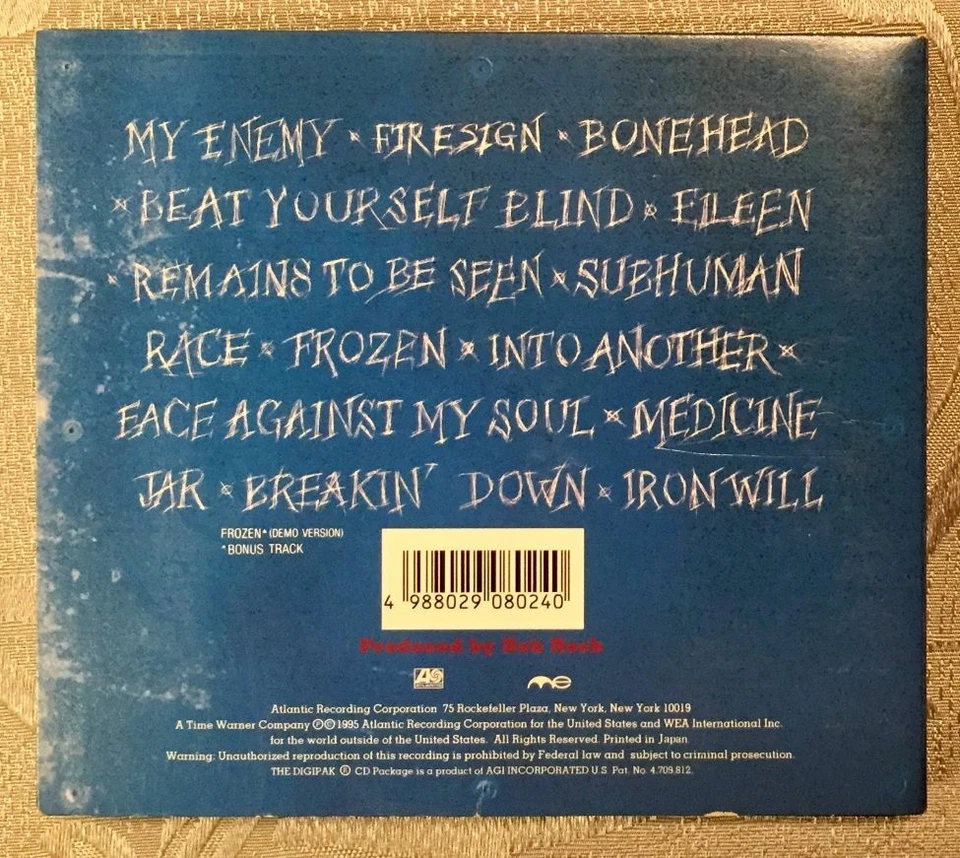 MY ENEMY × FIRESIGN × BONEHEAD
× BEAT YOURSELF BLIND × EILEEN
× REMAINS TO BE SEEN × SUBHUMAN
RACE × FROZEN × INTO ANOTHER ×
FACE AGAINST MY SOUL × MEDICINE
JAR × BREAKIN' DOWN × IRON WILL
FROZEN* (DEMO VERSION)
*BONUS TRACK
4 988029 080240
Produced by Bob Rock
Atlantic Recording Corporation 75 Rockefeller Plaza, New York, New York 10019
A Time Warner Company ℗©1995 Atlantic Recording Corporation for the United States and WEA International Inc.
for the world outside of the United States. All Rights Reserved. Printed in Japan
Warning: Unauthorized reproduction of this recording is prohibited by Federal law and subject to criminal prosecution.
THE DIGIPAK ® CD Package is a product of AGI INCORPORATED U.S. Pat. No. 4,709,812.